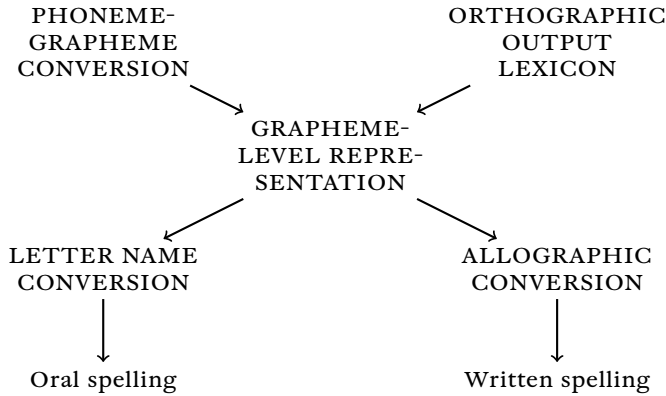 PHONEME-
GRAPHEME
CONVERSION
ORTHOGRAPHIC
OUTPUT
LEXICON
GRAPHEME-
LEVEL REPRE-
SENTATION
LETTER NAME
CONVERSION
ALLOGRAPHIC
CONVERSION
Oral spelling
Written spelling